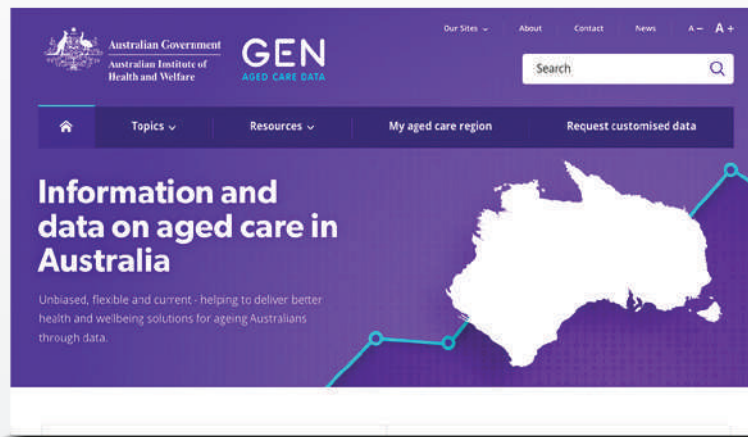 Our Sites
About
Contact
News
A −
A +
Australian Government
Australian Institute of
Health and Welfare
GEN
AGED CARE DATA
Search
Topics
Resources
My aged care region
Request customised data
Information and
data on aged care in
Australia
Unbiased, flexible and current - helping to deliver better
health and wellbeing solutions for ageing Australians
through data.